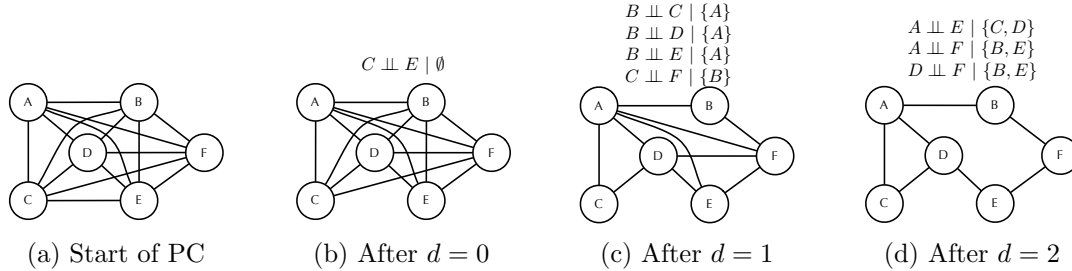 C ⫫ E | ∅
B ⫫ C | {A}
B ⫫ D | {A}
B ⫫ E | {A}
C ⫫ F | {B}
A ⫫ E | {C, D}
A ⫫ F | {B, E}
D ⫫ F | {B, E}
A B
D F
C E
A B
D F
C E
A B
D F
C E
A B
D F
C E
(a) Start of PC
(b) After d = 0
(c) After d = 1
(d) After d = 2